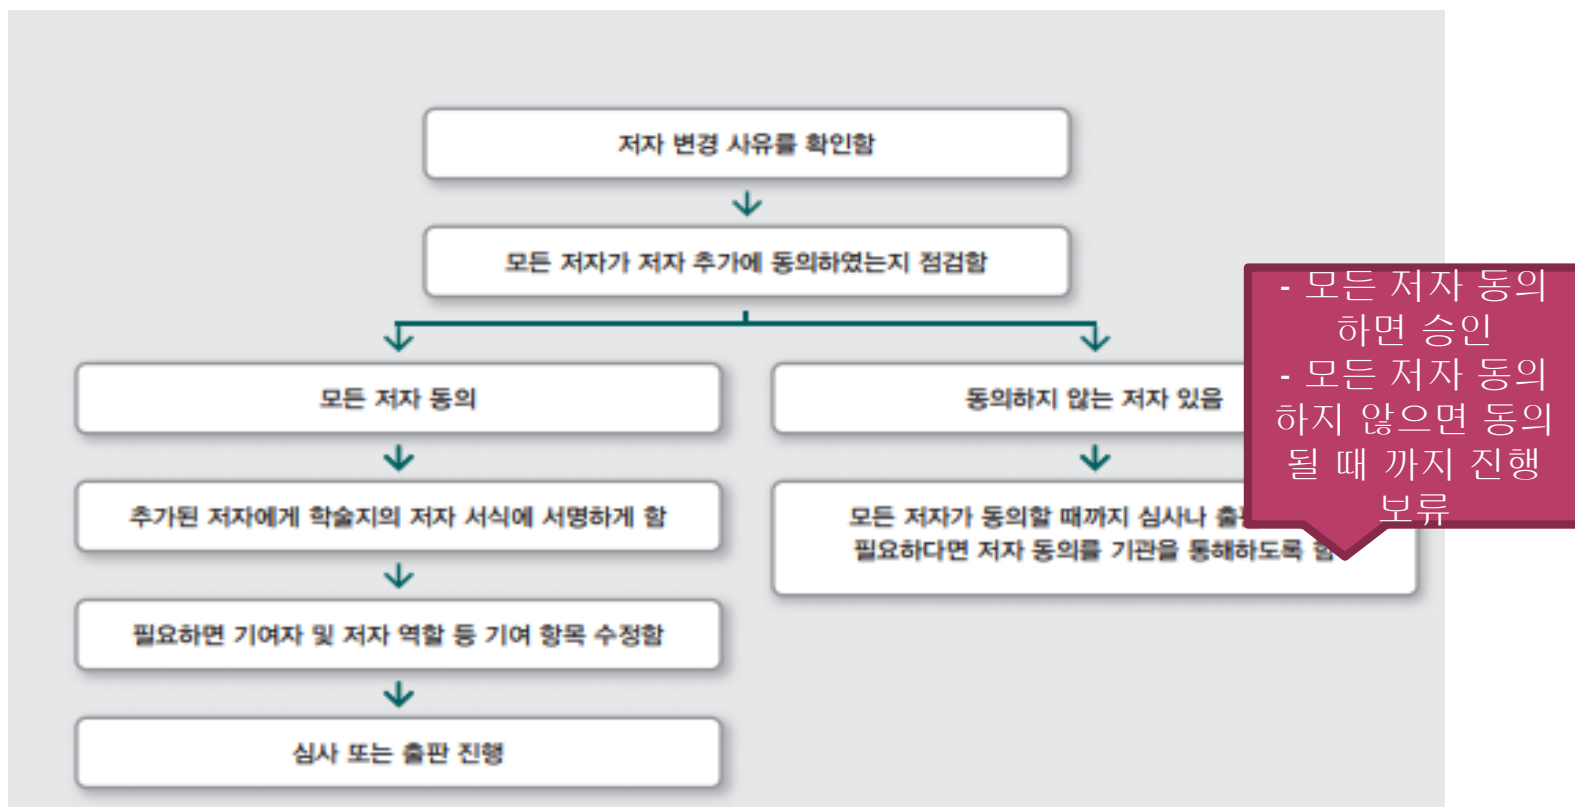 저자 변경 사유를 확인함
모든 저자가 저자 추가에 동의하였는지 점검함
모든 저자 동의
추가된 저자에게 학술지의 저자 서식에 서명하게 함
필요하면 기여자 및 저자 역할 등 기여 항목 수정함
심사 또는 출판 진행
동의하지 않는 저자 있음
모든 저자가 동의할 때까지 심사나
필요하다면 저자 동의를 기관을 통해하도록 함
- 모든 저자 동의
하면 승인
- 모든 저자 동의
하지 않으면 동의
될 때 까지 진행
보류